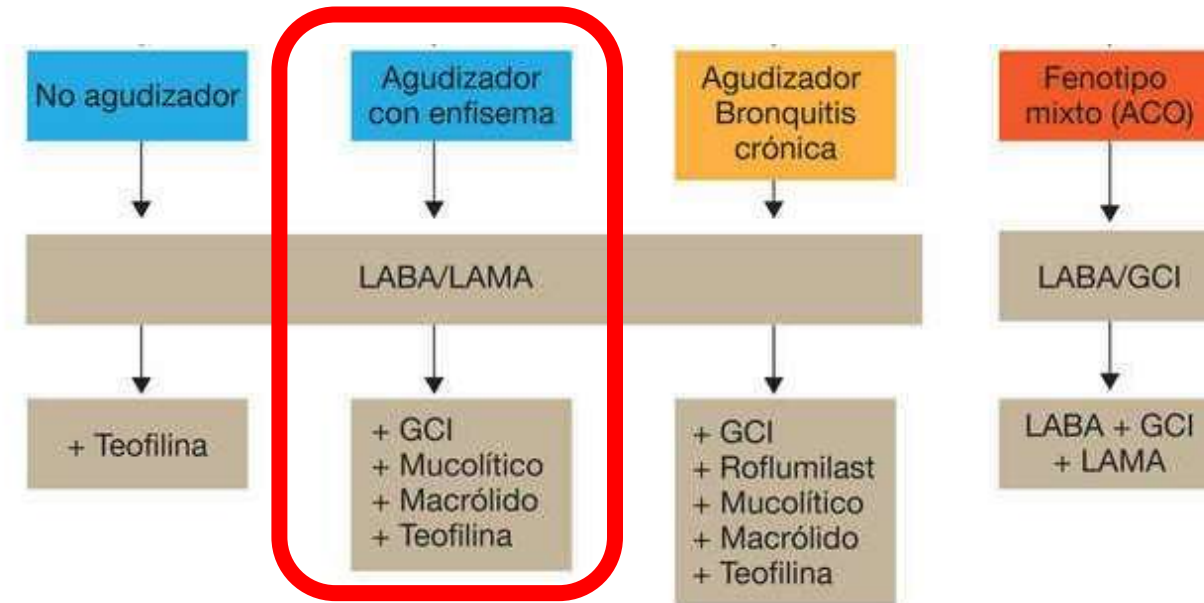 No agudizador
Agudizador
con enfisema
Agudizador
Bronquitis
crónica
Fenotipo
mixto (ACO)
LABA/LAMA
LABA/GCI
+ Teofilina
+ GCI
+ Mucolítico
+ Macrólido
+ Teofilina
+ GCI
+ Roflumilast
+ Mucolítico
+ Macrólido
+ Teofilina
LABA + GCI
+ LAMA